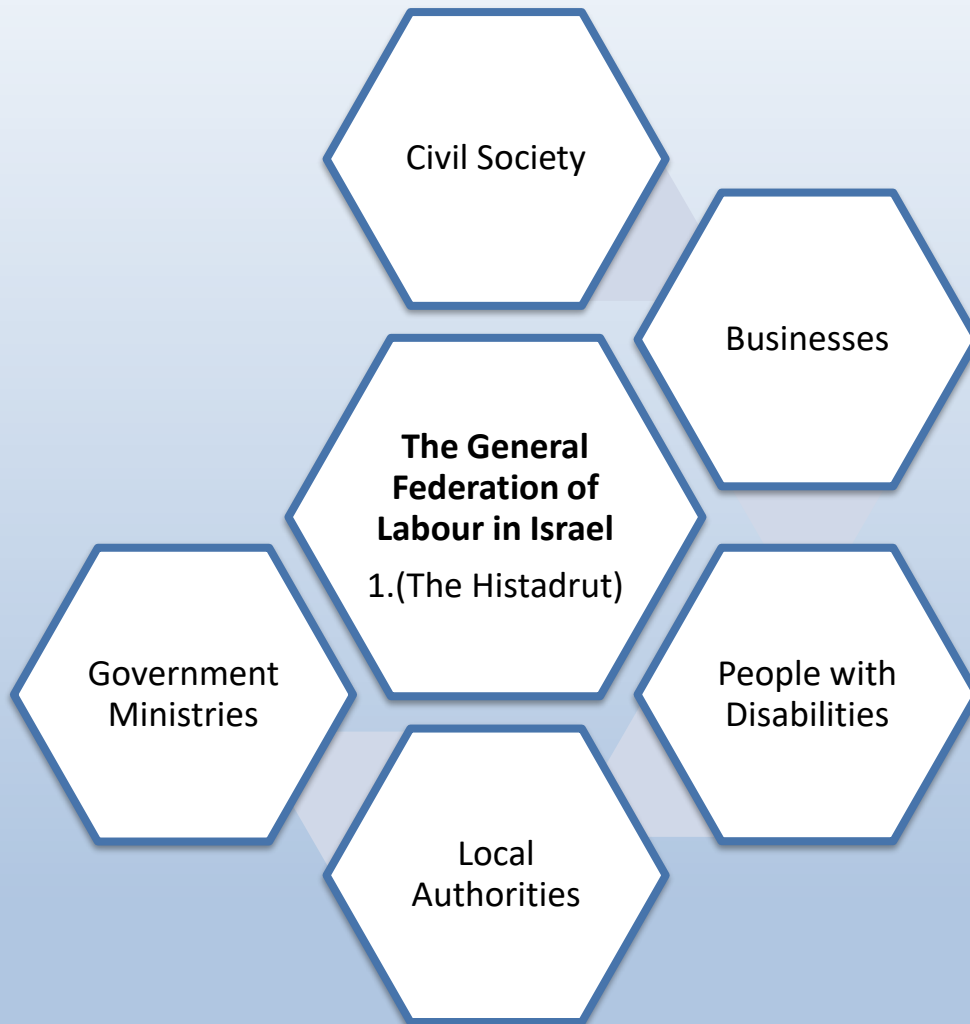 Civil Society
Businesses
The General
Federation of
Labour in Israel
1.(The Histadrut)
Government
Ministries
People with
Disabilities
Local
Authorities